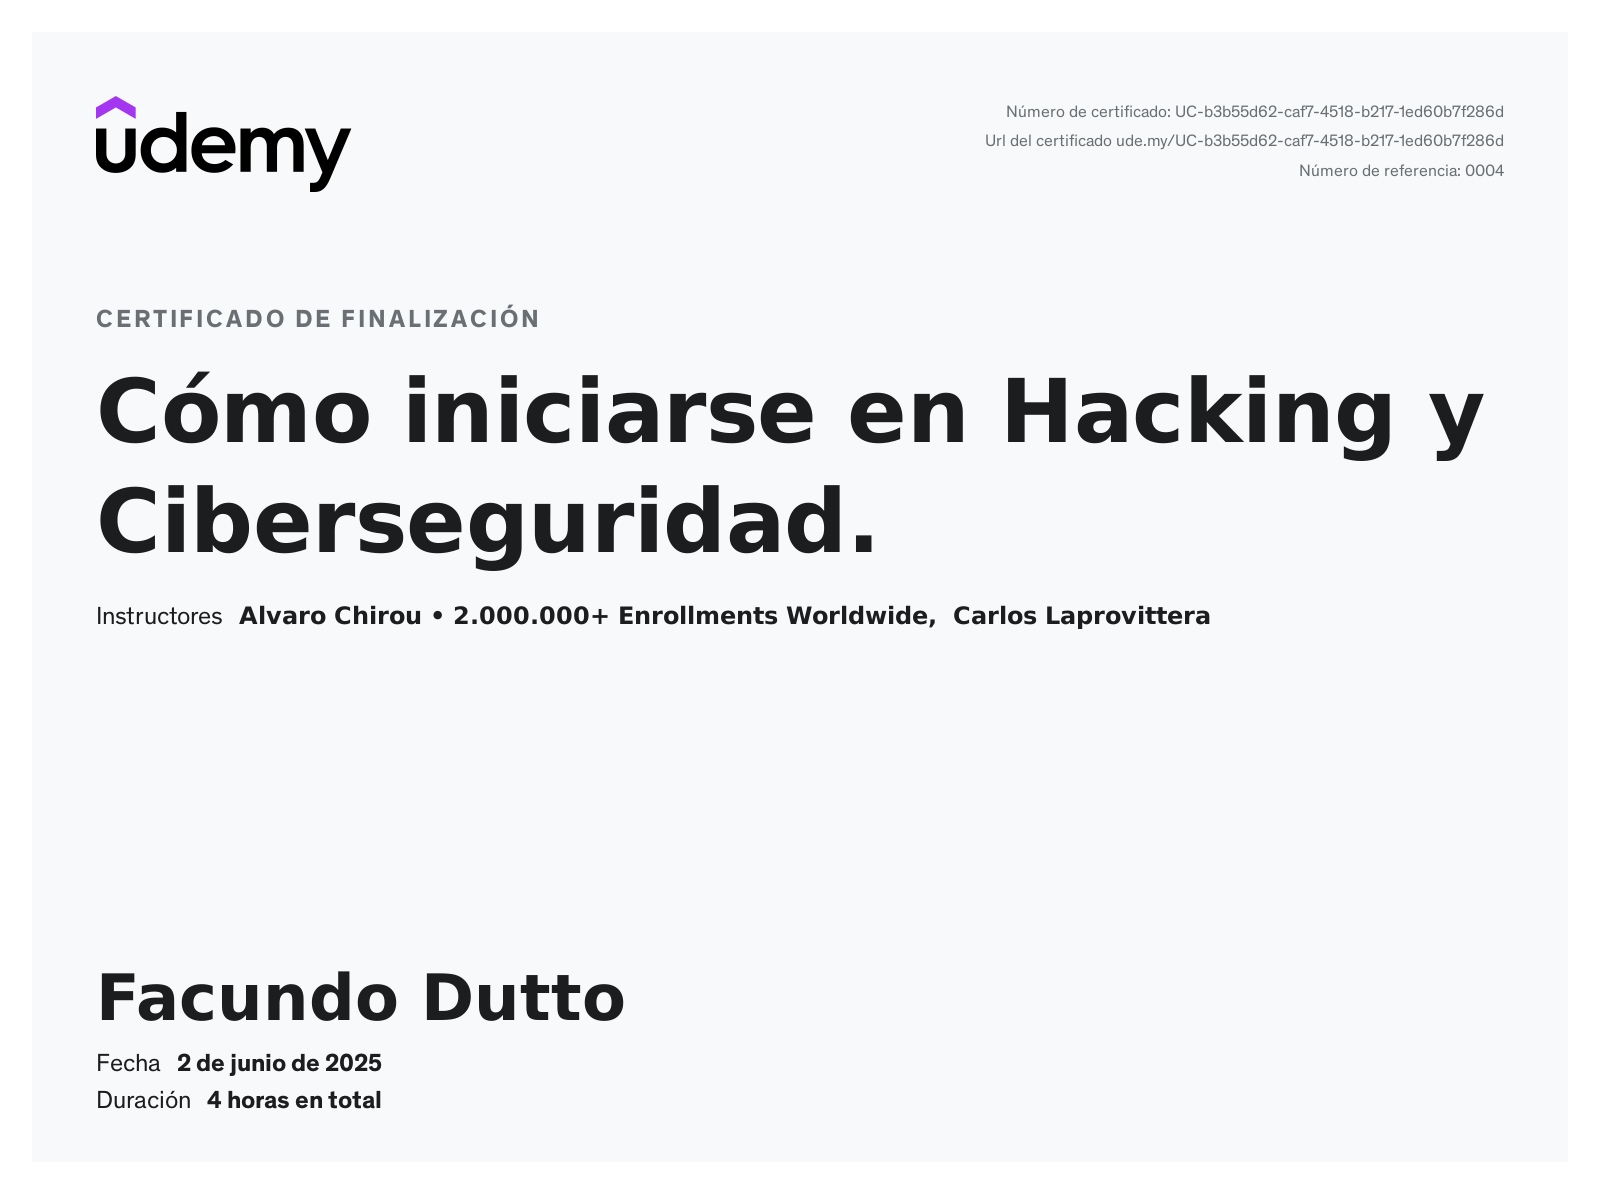 udemy
Número de certificado: UC-b3b55d62-caf7-4518-b217-1ed60b7f286d
Url del certificado ude.my/UC-b3b55d62-caf7-4518-b217-1ed60b7f286d
Número de referencia: 0004
CERTIFICADO DE FINALIZACIÓN
Cómo iniciarse en Hacking y
Ciberseguridad.
Instructores Alvaro Chirou • 2.000.000+ Enrollments Worldwide, Carlos Laprovittera
Facundo Dutto
Fecha 2 de junio de 2025
Duración 4 horas en total